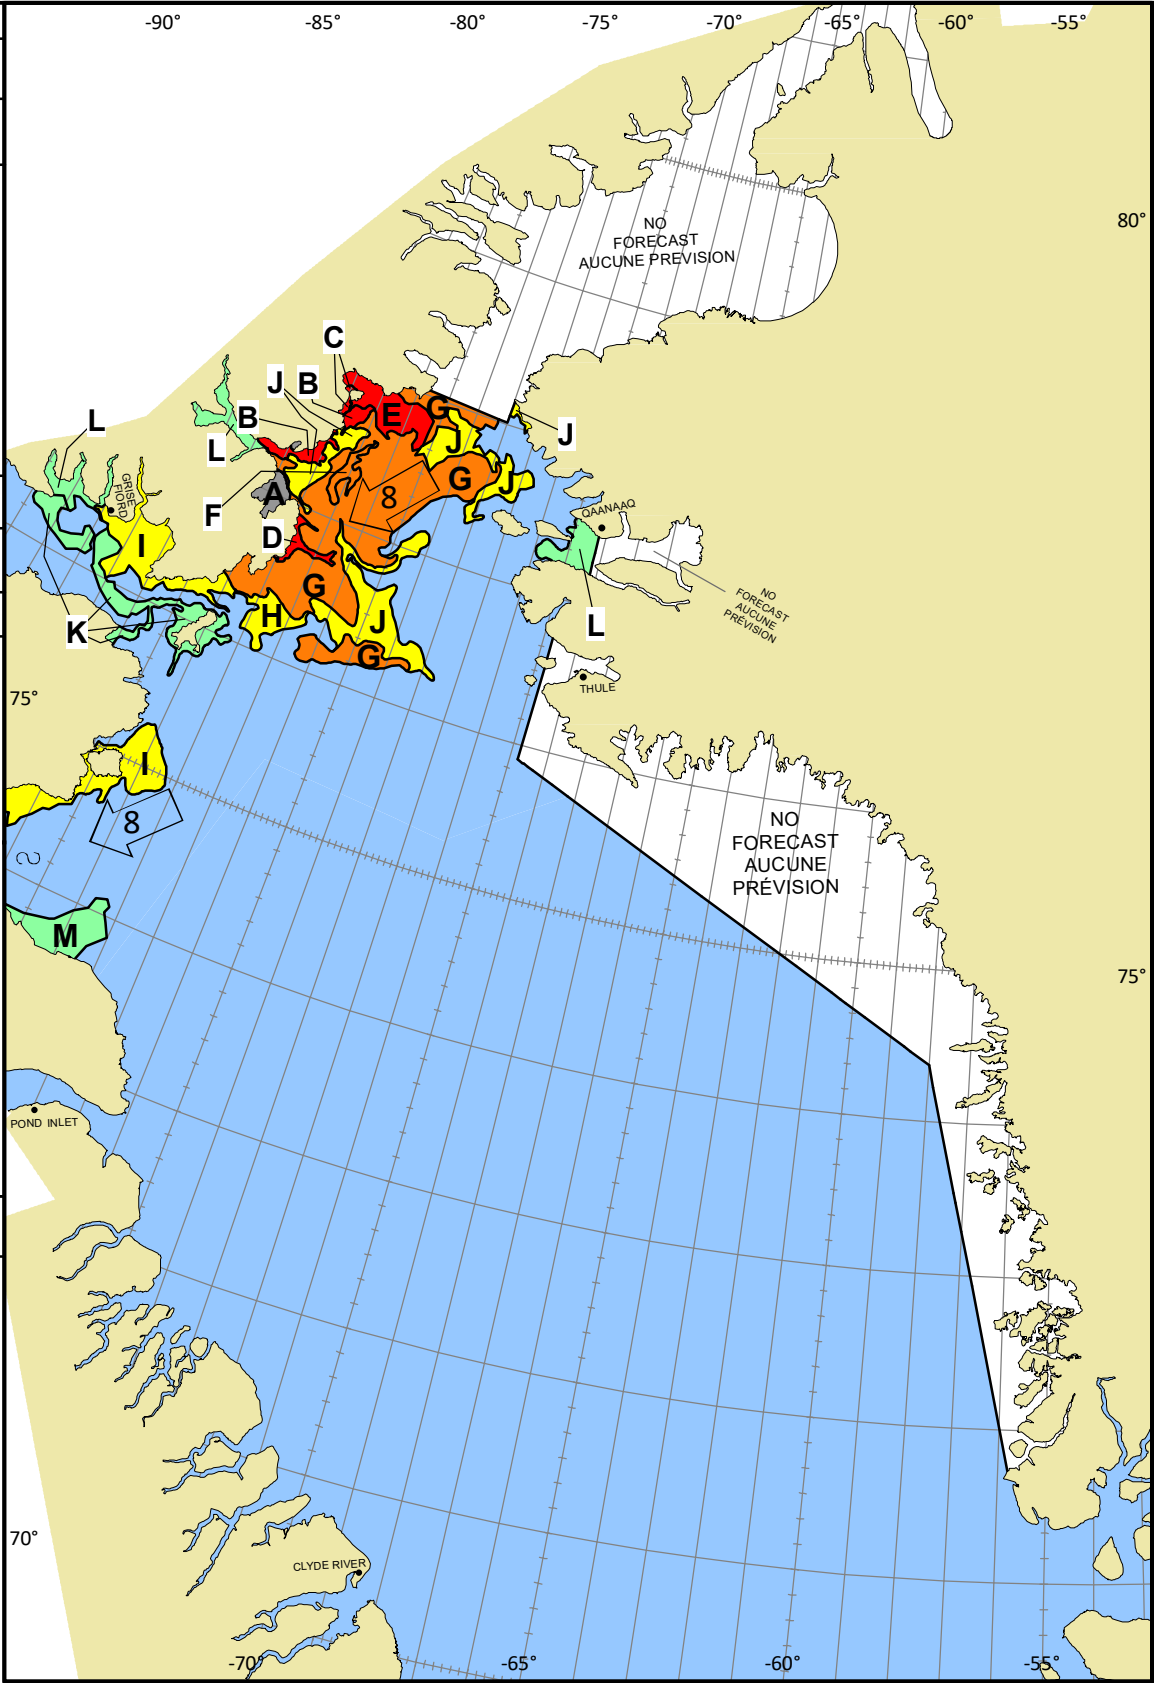 -90°
-85°
-80°
-75°
-70°
-65°
-60°
-55°
80°
NO
FORECAST
AUCUNE PREVISION
C
J
B
B
E
G
L
L
J
J
G
J
A
8
F
GRISE
FIORD
QAANAAQ
D
I
G
NO
FORECAST
AUCUNE
PRÉVISION
H
J
L
K
G
THULE
75°
I
8
NO
FORECAST
AUCUNE
PRÉVISION
M
75°
POND INLET
70°
CLYDE RIVER
-70°
-65°
-60°
-55°